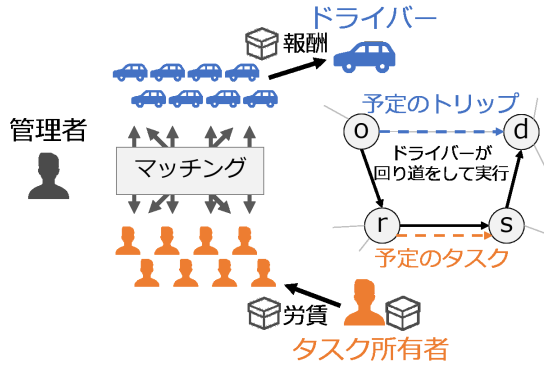 ドライバー
報酬
管理者
マッチング
労賃
タスク所有者
予定のトリップ
o
d
ドライバーが
回り道をして実行
r
s
予定のタスク